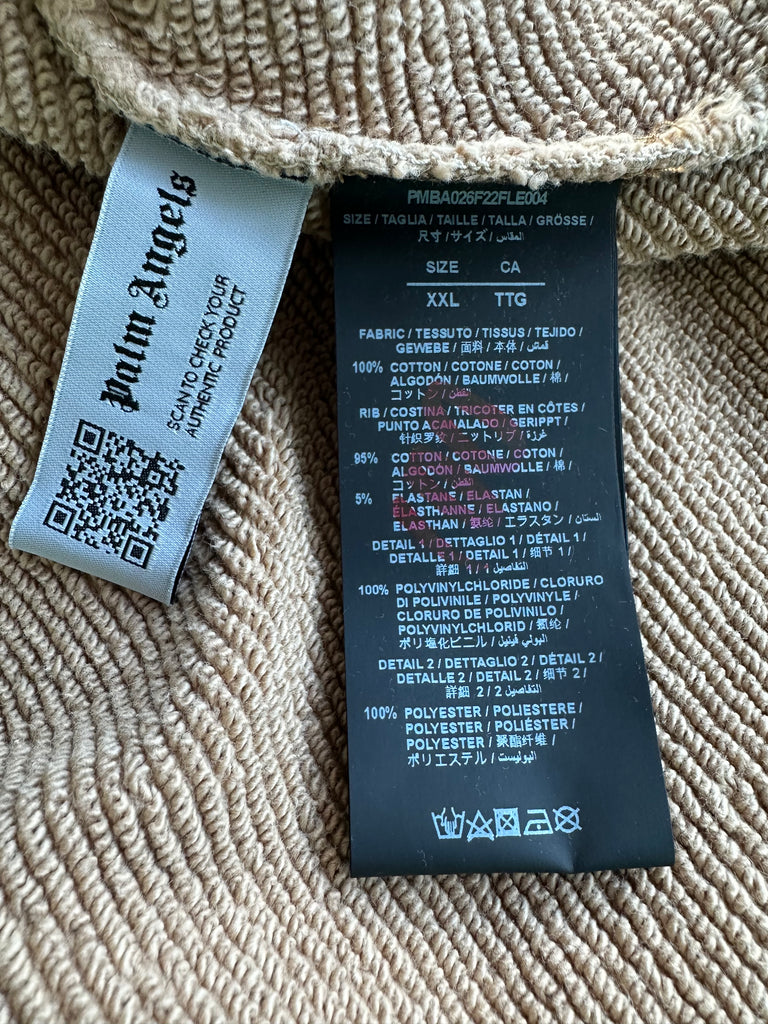 Palm Angels
SCAN TO CHECK YOUR
AUTHENTIC PRODUCT
PMBA026F22FLE004
SIZE / TAGLIA / TAILLE / TALLA / GRÖSSE /
尺寸 / サイズ / المقاس
SIZE CA
XXL TTG
FABRIC / TESSUTO / TISSUS / TEJIDO /
GEWEBE / 面料 / 本体 / قماش
100% COTTON / COTONE / COTON /
ALGODÓN / BAUMWOLLE / 棉 /
コットン / القطن
RIB / COSTINA / TRICOTER EN CÔTES /
PUNTO ACANALADO / GERIPPT /
针织罗纹 / ニットリブ / غرزة
95% COTTON / COTONE / COTON /
ALGODÓN / BAUMWOLLE / 棉 /
コットン / القطن
5% ELASTANE / ELASTAN /
ÉLASTHANNE / ELASTANO /
ELASTHAN / 氨纶 / エラスタン / الستان
DETAIL 1 / DETTAGLIO 1 / DÉTAIL 1 /
DETALLE 1 / DETAIL 1 / 细节 1 /
詳細 1 / التفاصيل 1
100% POLYVINYLCHLORIDE / CLORURO
DI POLIVINILE / POLYVINYLE /
CLORURO DE POLIVINILO /
POLYVINYLCHLORID / 氯纶 /
ポリ塩化ビニル / البولي فينيل
DETAIL 2 / DETTAGLIO 2 / DÉTAIL 2 /
DETALLE 2 / DETAIL 2 / 细节 2 /
詳細 2 / التفاصيل 2
100% POLYESTER / POLIESTERE /
POLYESTER / POLIÉSTER /
POLYESTER / 聚酯纤维 /
ポリエステル / البوليست